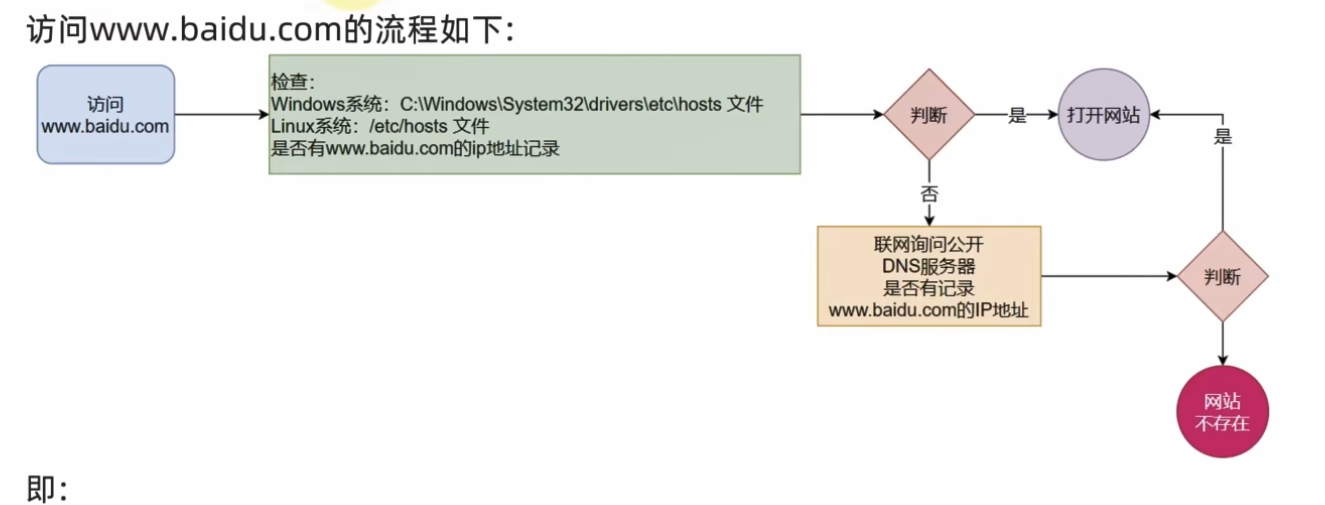 访问www.baidu.com的流程如下：
访问
www.baidu.com
检查：
Windows系统：C:\Windows\System32\drivers\etc\hosts 文件
Linux系统：/etc/hosts 文件
是否有www.baidu.com的ip地址记录
判断
是
打开网站
是
否
联网询问公开
DNS服务器
是否有记录
www.baidu.com的IP地址
判断
网站
不存在
即：